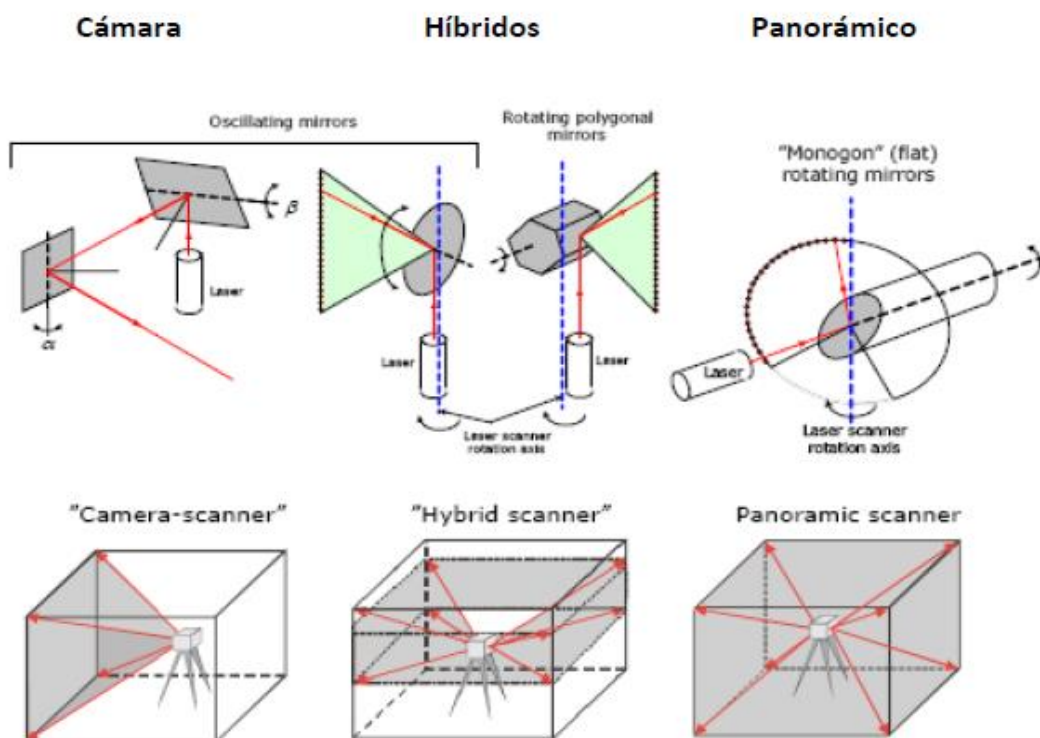 Cámara
Híbridos
Panorámico
Oscillating mirrors
Rotating polygonal
mirrors
"Monogon" (flat)
rotating mirrors
β
Laser
α
Laser
Laser
Laser
Laser scanner
rotation axis
Laser scanner
rotation axis
"Camera-scanner"
"Hybrid scanner"
Panoramic scanner